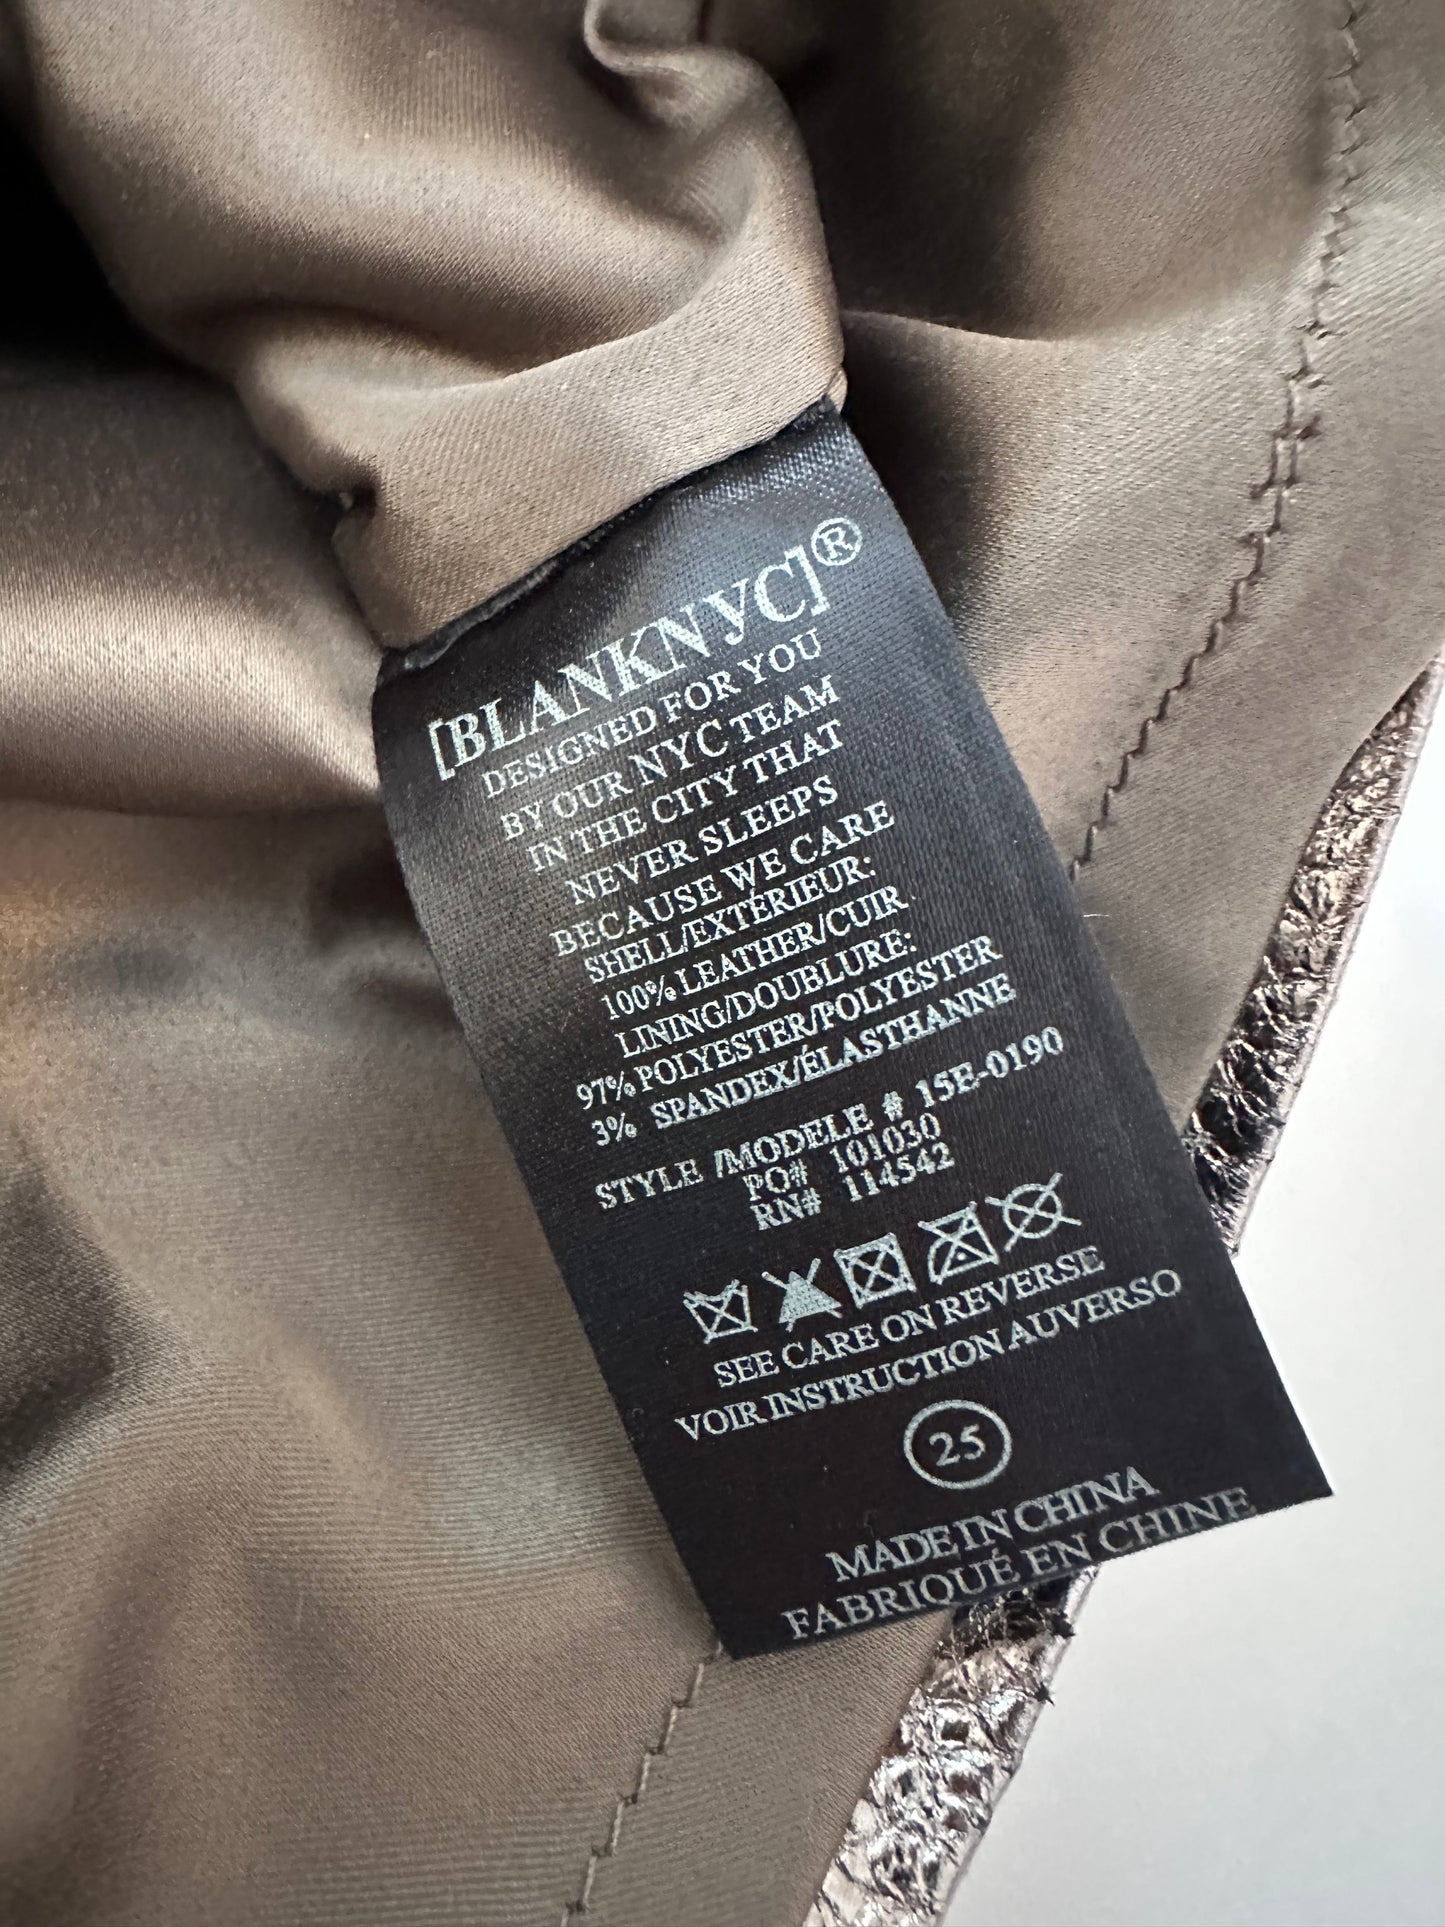 [BLANKNYC]®
DESIGNED FOR YOU
BY OUR NYC TEAM
IN THE CITY THAT
NEVER SLEEPS
BECAUSE WE CARE
SHELL/EXTÉRIEUR:
100% LEATHER/CUIR
LINING/DOUBLURE:
97% POLYESTER/POLYESTER
3% SPANDEX/ÉLASTHANNE
STYLE /MODELE # 15E-0190
PO# 101030
RN# 114542
SEE CARE ON REVERSE
VOIR INSTRUCTION AUVERSO
25
MADE IN CHINA
FABRIQUÉ EN CHINE